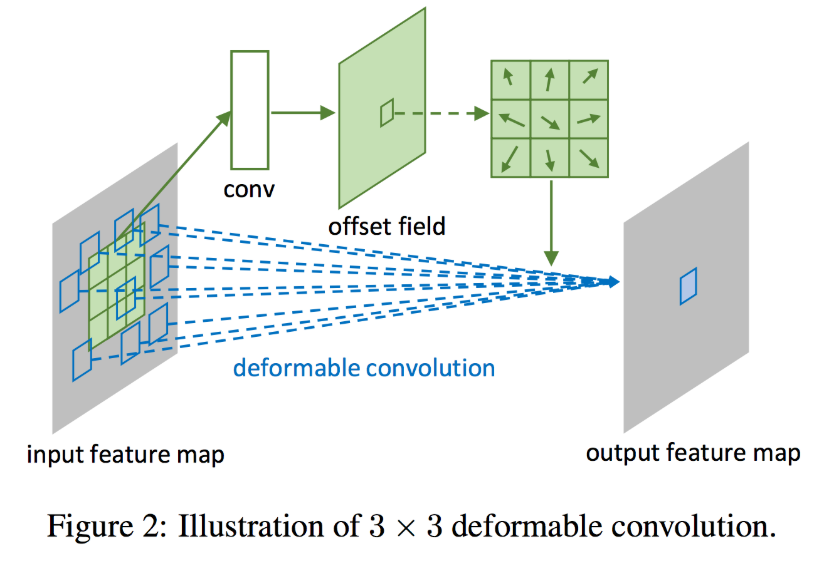 conv
offset field
deformable convolution
input feature map
output feature map
Figure 2: Illustration of 3 × 3 deformable convolution.